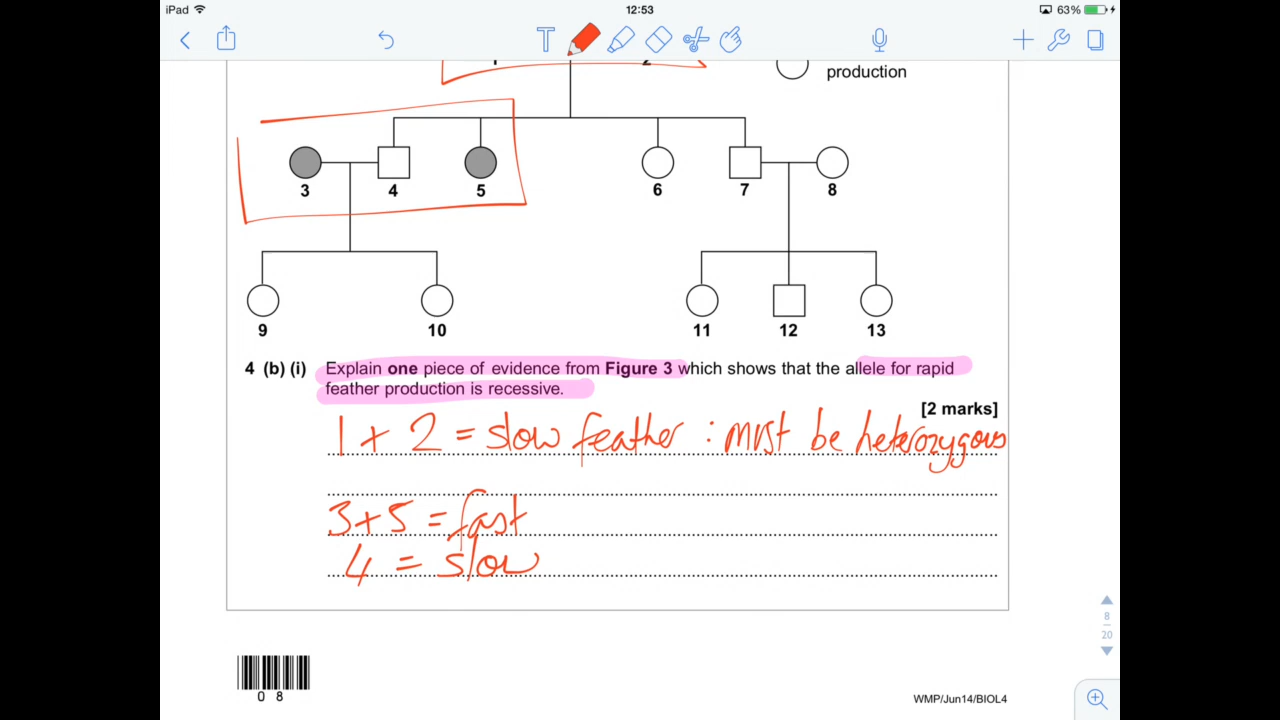 iPad 12:53 63%
T
1 2
production
3 4 5 6 7 8
9 10 11 12 13
4 (b) (i) Explain one piece of evidence from Figure 3 which shows that the allele for rapid
feather production is recessive.
[2 marks]
1 + 2 = slow feather : must be heterozygous
3+5 = fast
4 = slow
8
20
0 8
WMP/Jun14/BIOL4